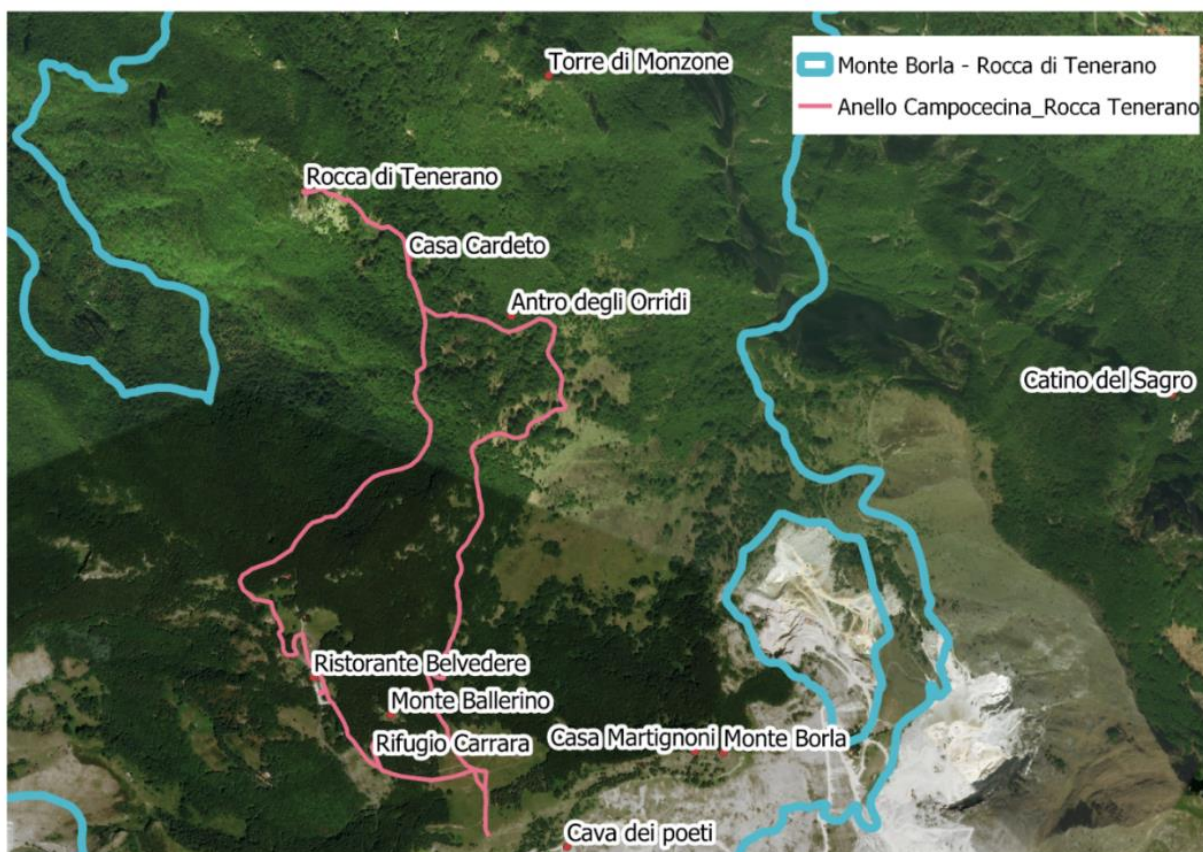 Torre di Monzone
Monte Borla - Rocca di Tenerano
Anello Campocecina_Rocca Tenerano
Rocca di Tenerano
Casa Cardeto
Antro degli Orridi
Catino del Sagro
Ristorante Belvedere
Monte Ballerino
Rifugio Carrara
Casa Martignoni
Monte Borla
Cava dei poeti